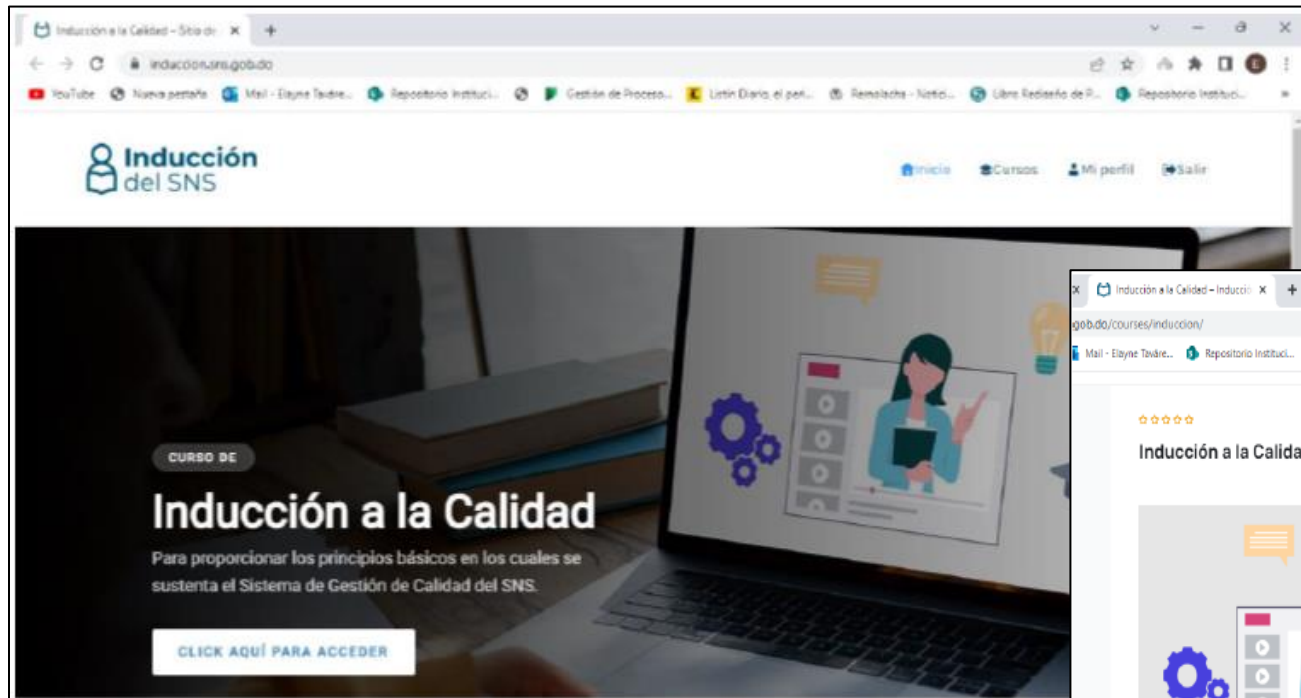 Inducción a la Calidad – Sitio de
induccion.sns.gob.do
YouTube Nueva pestaña Mail - Elayne Taváre... Repositorio Instituci... Gestión de Proceso... Listín Diario, el peri... Remolacha - Notici... Libro Rediseño de P... Repositorio Instituci... »
Inducción
del SNS
Inicio Cursos Mi perfil Salir
CURSO DE
Inducción a la Calidad
Para proporcionar los principios básicos en los cuales se
sustenta el Sistema de Gestión de Calidad del SNS.
CLICK AQUÍ PARA ACCEDER
Inducción a la Calidad – Inducció
gob.do/courses/induccion/
Mail - Elayne Taváre... Repositorio Instituci...
Inducción a la Calida